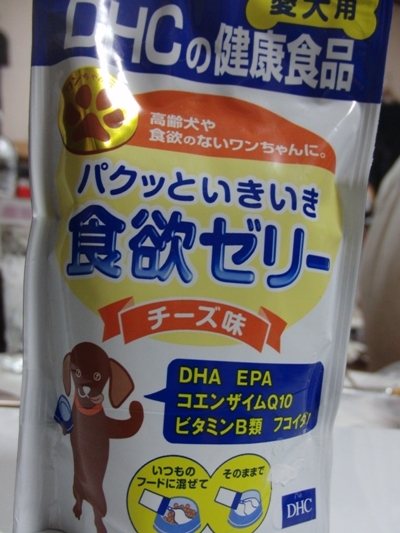 愛犬用
DHCの健康食品
高齢犬や
食欲のないワンちゃんに。
パクッといきいき
食欲ゼリー
チーズ味
DHA EPA
コエンザイムQ10
ビタミンB類 フコイダン
いつもの
フードに混ぜて
そのままで
DHC